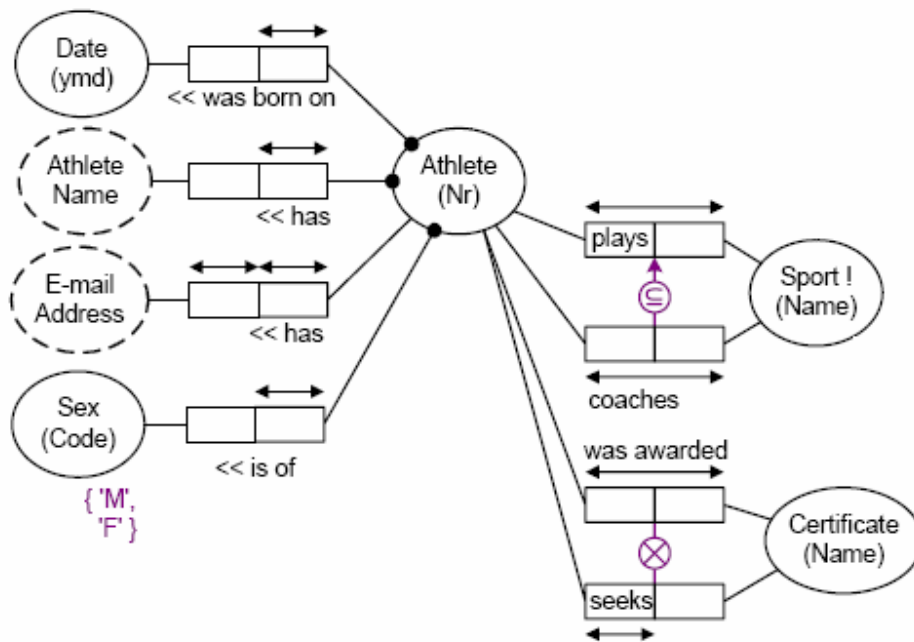 Date
(ymd)
<< was born on
Athlete
Name
<< has
Athlete
(Nr)
E-mail
Address
<< has
Sex
(Code)
<< is of
{ 'M',
'F' }
plays
Sport !
(Name)
coaches
was awarded
Certificate
(Name)
seeks